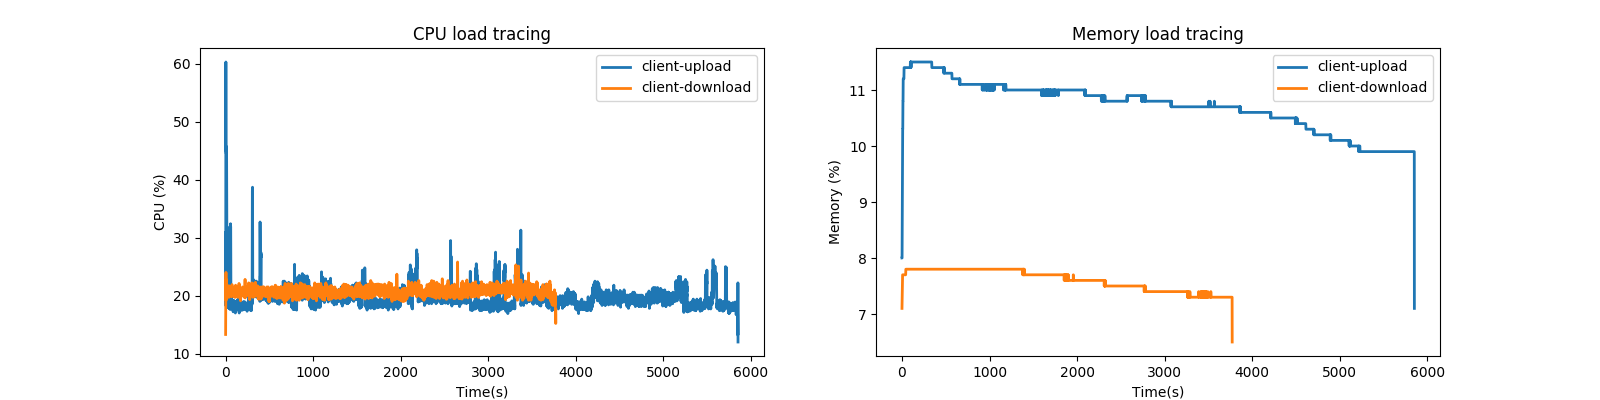 CPU load tracing
client-upload
client-download
60
50
40
30
20
10
CPU (%)
0
1000
2000
3000
4000
5000
6000
Time(s)
Memory load tracing
client-upload
client-download
11
10
9
8
7
Memory (%)
0
1000
2000
3000
4000
5000
6000
Time(s)